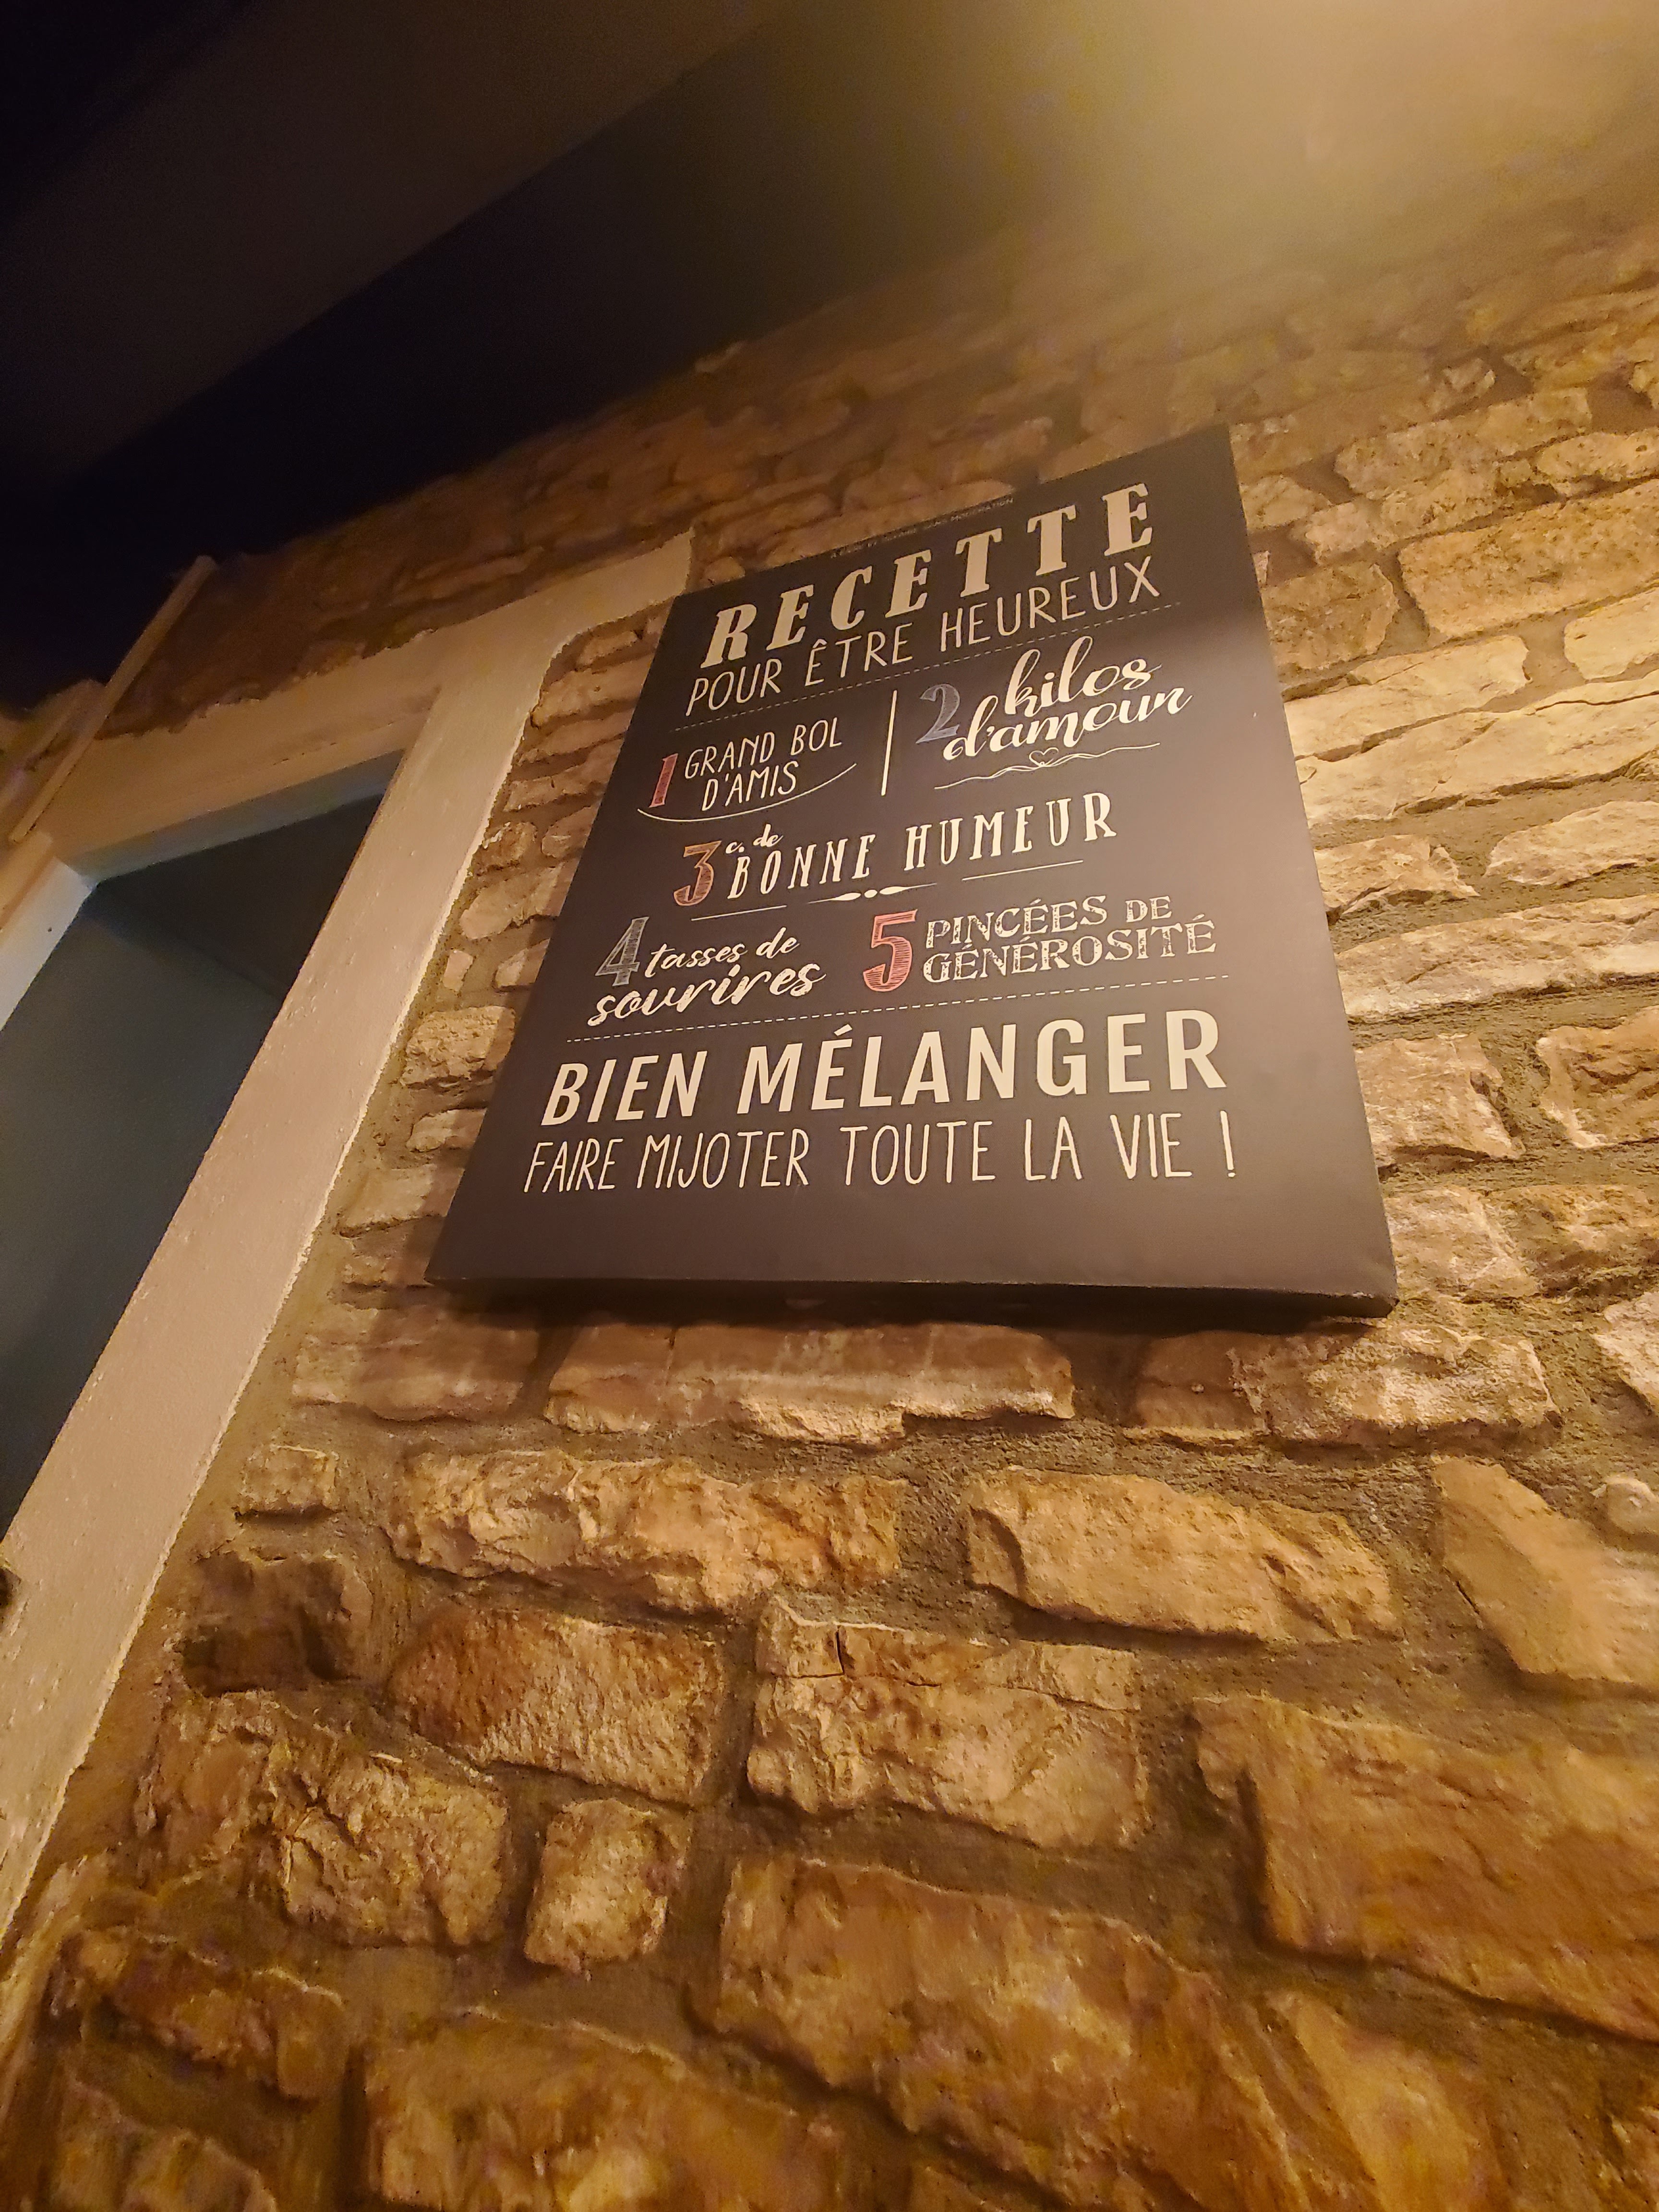 RECETTE
POUR ÊTRE HEUREUX
1 GRAND BOL
D'AMIS
2 kilos
d'amour
3 c. de
BONNE HUMEUR
4 tasses de
sourires
5 PINCÉES DE
GÉNÉROSITÉ
BIEN MÉLANGER
FAIRE MIJOTER TOUTE LA VIE !